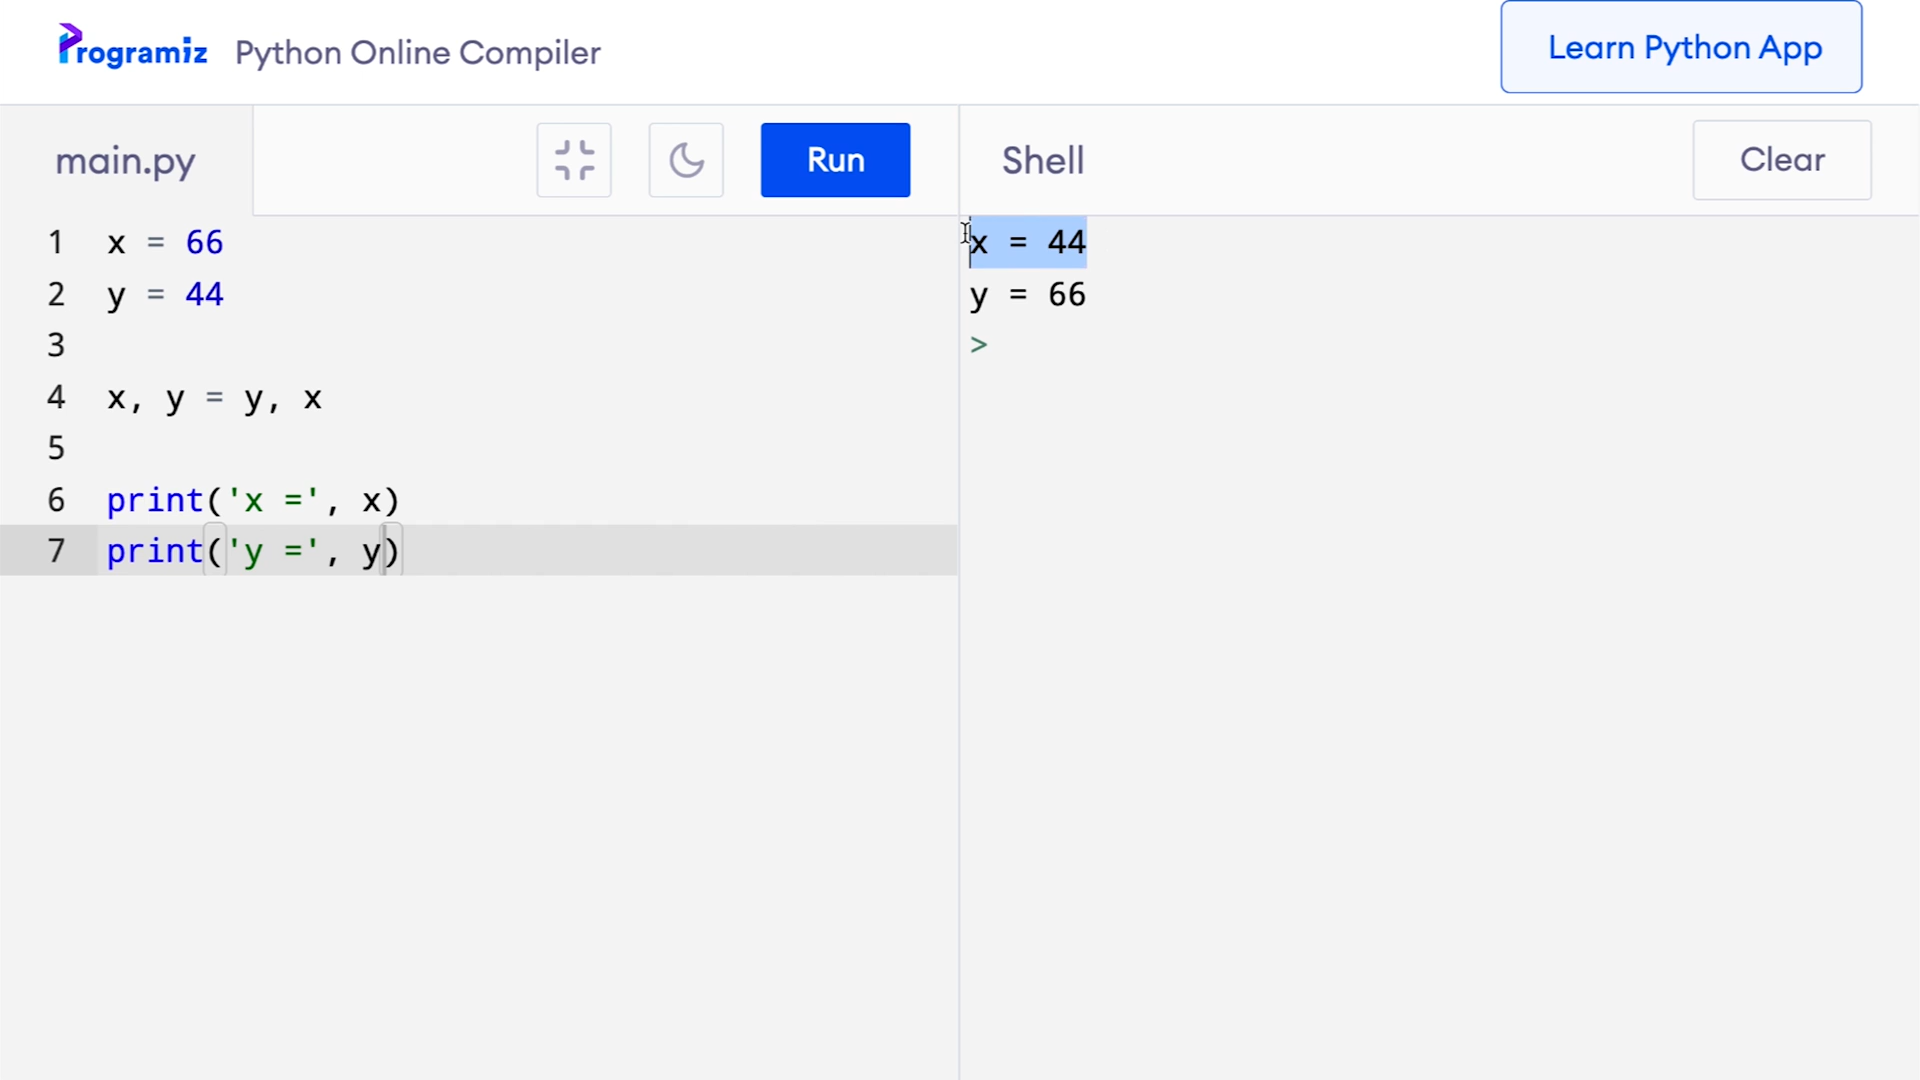 Programiz Python Online Compiler
Learn Python App
main.py
Run
Shell
Clear
1 x = 66
2 y = 44
3
4 x, y = y, x
5
6 print('x =', x)
7 print('y =', y)
x = 44
y = 66
>